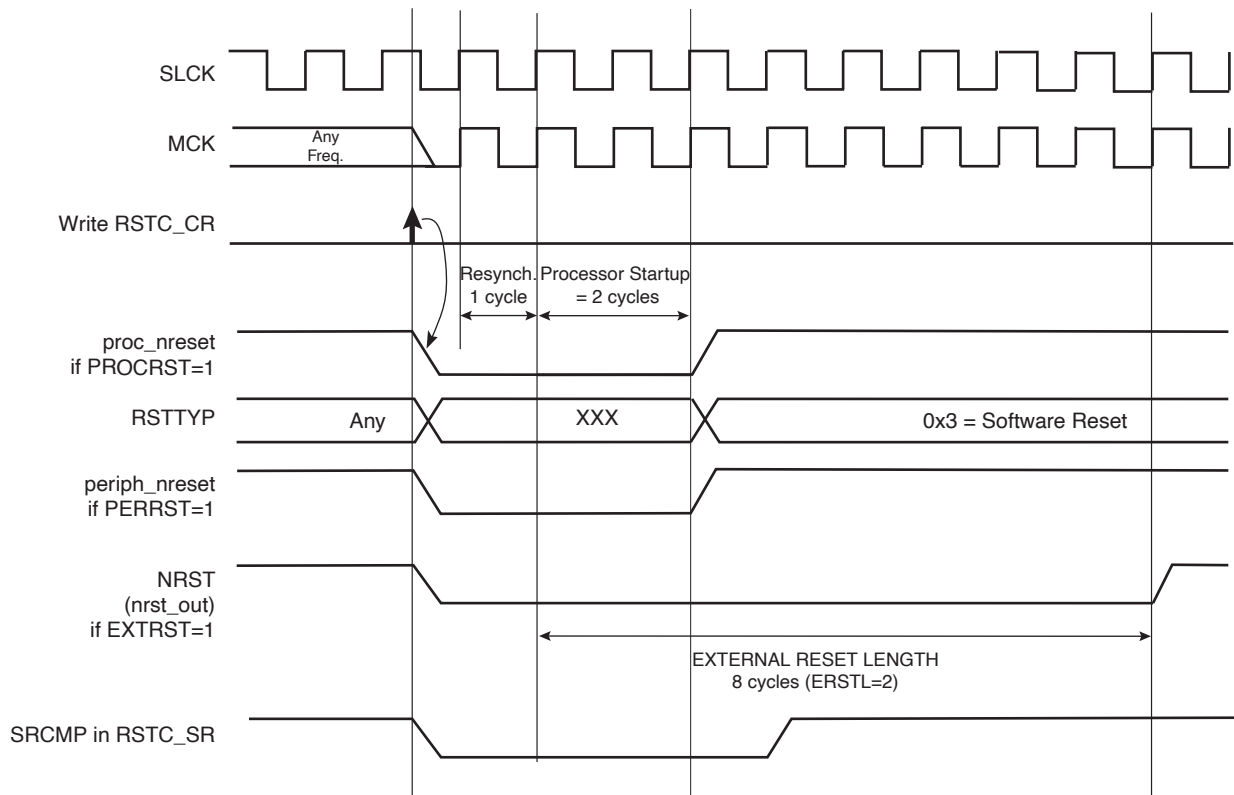 SLCK
MCK
Any
Freq.
Write RSTC_CR
Resynch.
1 cycle
Processor Startup
= 2 cycles
proc_nreset
if PROCRST=1
RSTTYP
Any
XXX
0x3 = Software Reset
periph_nreset
if PERRST=1
NRST
(nrst_out)
if EXTRST=1
EXTERNAL RESET LENGTH
8 cycles (ERSTL=2)
SRCMP in RSTC_SR